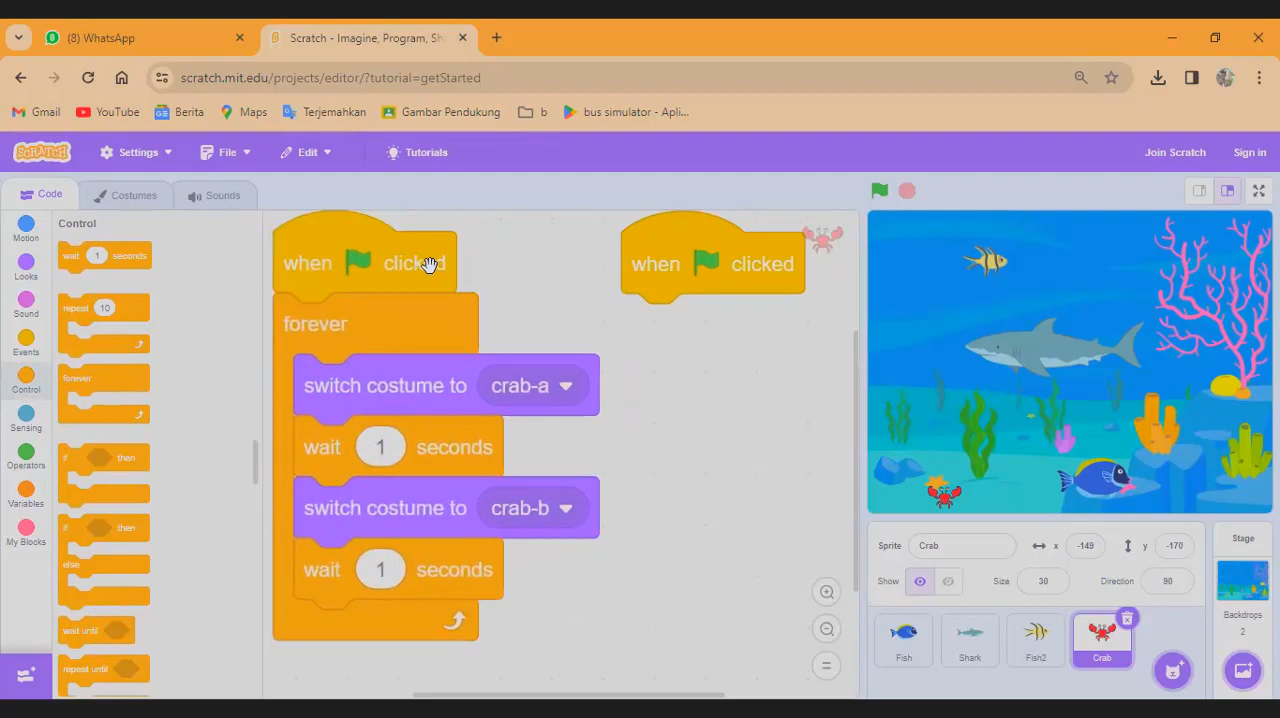 (8) WhatsApp
Scratch - Imagine, Program, Sh
scratch.mit.edu/projects/editor/?tutorial=getStarted
Gmail YouTube Berita Maps Terjemahkan Gambar Pendukung b bus simulator - Apli...
SCRATCH Settings File Edit Tutorials Join Scratch Sign in
Code Costumes Sounds
Motion
Looks
Sound
Events
Control
Sensing
Operators
Variables
My Blocks
Control
wait 1 seconds
repeat 10
forever
if then
if then
else
wait until
repeat until
when clicked
forever
switch costume to crab-a
wait 1 seconds
switch costume to crab-b
wait 1 seconds
when clicked
Sprite Crab x -149 y -170
Show Size 30 Direction 90
Fish Shark Fish2 Crab
Stage
Backdrops
2